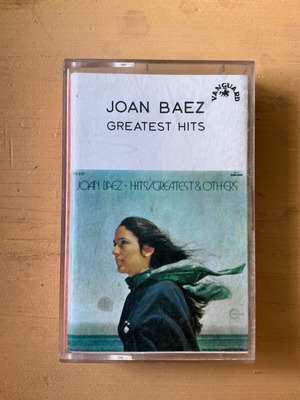 JOAN BAEZ
GREATEST HITS
VANGUARD
JOAN BAEZ • HITS/GREATEST & OTHERS